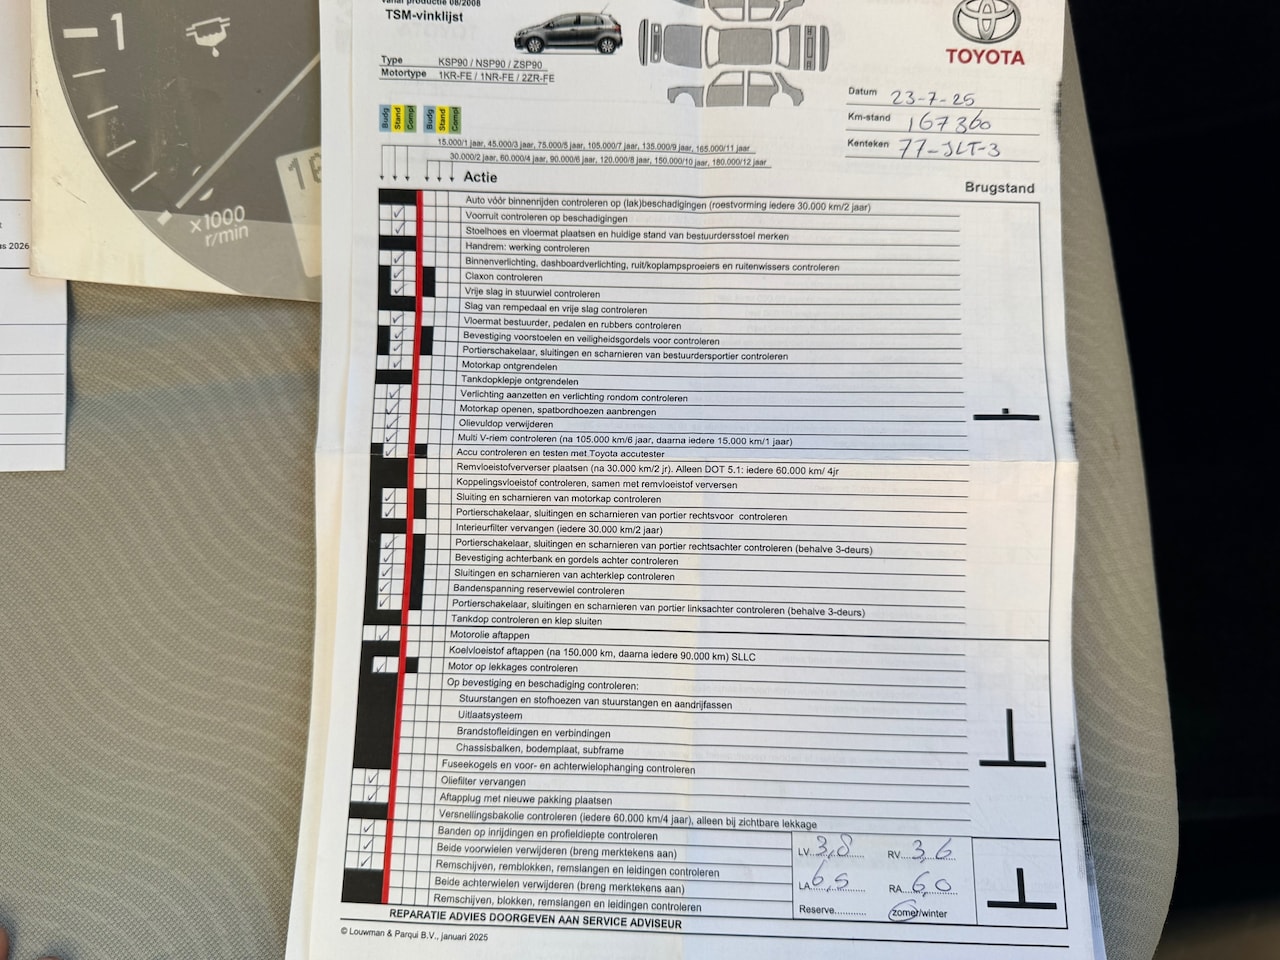 Vanaf productie 08/2008
TSM-vinklijst
TOYOTA
Type KSP90 / NSP90 / ZSP90
Motortype 1KR-FE / 1NR-FE / 2ZR-FE
Datum 23-7-25
Km-stand 167360
Kenteken 77-JLT-3
Budg Stand Compl Budg Stand Compl
15.000/1 jaar, 45.000/3 jaar, 75.000/5 jaar, 105.000/7 jaar, 135.000/9 jaar, 165.000/11 jaar
30.000/2 jaar, 60.000/4 jaar, 90.000/6 jaar, 120.000/8 jaar, 150.000/10 jaar, 180.000/12 jaar
Actie
Brugstand
Auto vóór binnenrijden controleren op (lak)beschadigingen (roestvorming iedere 30.000 km/2 jaar)
Voorruit controleren op beschadigingen
Stoelhoes en vloermat plaatsen en huidige stand van bestuurdersstoel merken
Handrem: werking controleren
Binnenverlichting, dashboardverlichting, ruit/koplampsproeiers en ruitenwissers controleren
Claxon controleren
Vrije slag in stuurwiel controleren
Slag van rempedaal en vrije slag controleren
Vloermat bestuurder, pedalen en rubbers controleren
Bevestiging voorstoelen en veiligheidsgordels voor controleren
Portierschakelaar, sluitingen en scharnieren van bestuurdersportier controleren
Motorkap ontgrendelen
Tankdopklepje ontgrendelen
Verlichting aanzetten en verlichting rondom controleren
Motorkap openen, spatbordhoezen aanbrengen
Olievuldop verwijderen
Multi V-riem controleren (na 105.000 km/6 jaar, daarna iedere 15.000 km/1 jaar)
Accu controleren en testen met Toyota accutester
Remvloeistofververser plaatsen (na 30.000 km/2 jr). Alleen DOT 5.1: iedere 60.000 km/ 4jr
Koppelingsvloeistof controleren, samen met remvloeistof verversen
Sluiting en scharnieren van motorkap controleren
Portierschakelaar, sluitingen en scharnieren van portier rechtsvoor controleren
Interieurfilter vervangen (iedere 30.000 km/2 jaar)
Portierschakelaar, sluitingen en scharnieren van portier rechtsachter controleren (behalve 3-deurs)
Bevestiging achterbank en gordels achter controleren
Sluitingen en scharnieren van achterklep controleren
Bandenspanning reservewiel controleren
Portierschakelaar, sluitingen en scharnieren van portier linksachter controleren (behalve 3-deurs)
Tankdop controleren en klep sluiten
Motorolie aftappen
Koelvloeistof aftappen (na 150.000 km, daarna iedere 90.000 km) SLLC
Motor op lekkages controleren
Op bevestiging en beschadiging controleren:
Stuurstangen en stofhoezen van stuurstangen en aandrijfassen
Uitlaatsysteem
Brandstofleidingen en verbindingen
Chassisbalken, bodemplaat, subframe
Fuseekogels en voor- en achterwielophanging controleren
Oliefilter vervangen
Aftapplug met nieuwe pakking plaatsen
Versnellingsbakolie controleren (iedere 60.000 km/4 jaar), alleen bij zichtbare lekkage
Banden op inrijdingen en profieldiepte controleren
Beide voorwielen verwijderen (breng merktekens aan)
Remschijven, remblokken, remslangen en leidingen controleren
Beide achterwielen verwijderen (breng merktekens aan)
Remschijven, blokken, remslangen en leidingen controleren
LV 3,8 RV 3,6
LA 6,5 RA 6,0
Reserve............ zomer/winter
REPARATIE ADVIES DOORGEVEN AAN SERVICE ADVISEUR
© Louwman & Parqui B.V., januari 2025
1
x1000
r/min
2026